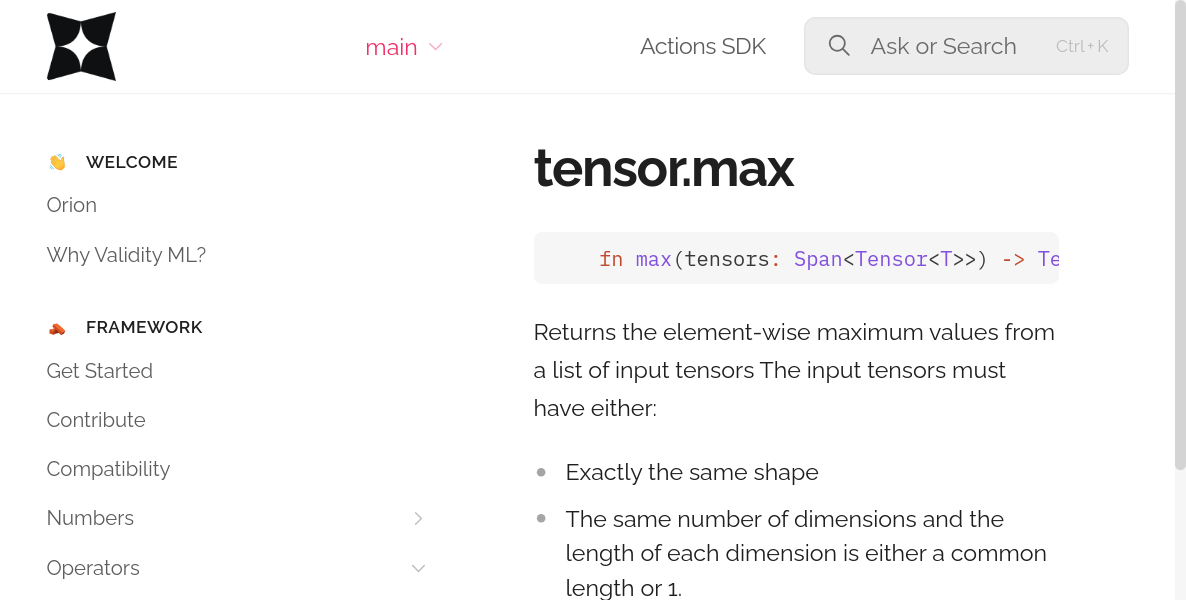 main
Actions SDK
Ask or Search
Ctrl + K
WELCOME
Orion
Why Validity ML?
FRAMEWORK
Get Started
Contribute
Compatibility
Numbers
Operators
tensor.max
fn max(tensors: Span<Tensor<T>>) -> Te
Returns the element-wise maximum values from
a list of input tensors The input tensors must
have either:
Exactly the same shape
The same number of dimensions and the
length of each dimension is either a common
length or 1.